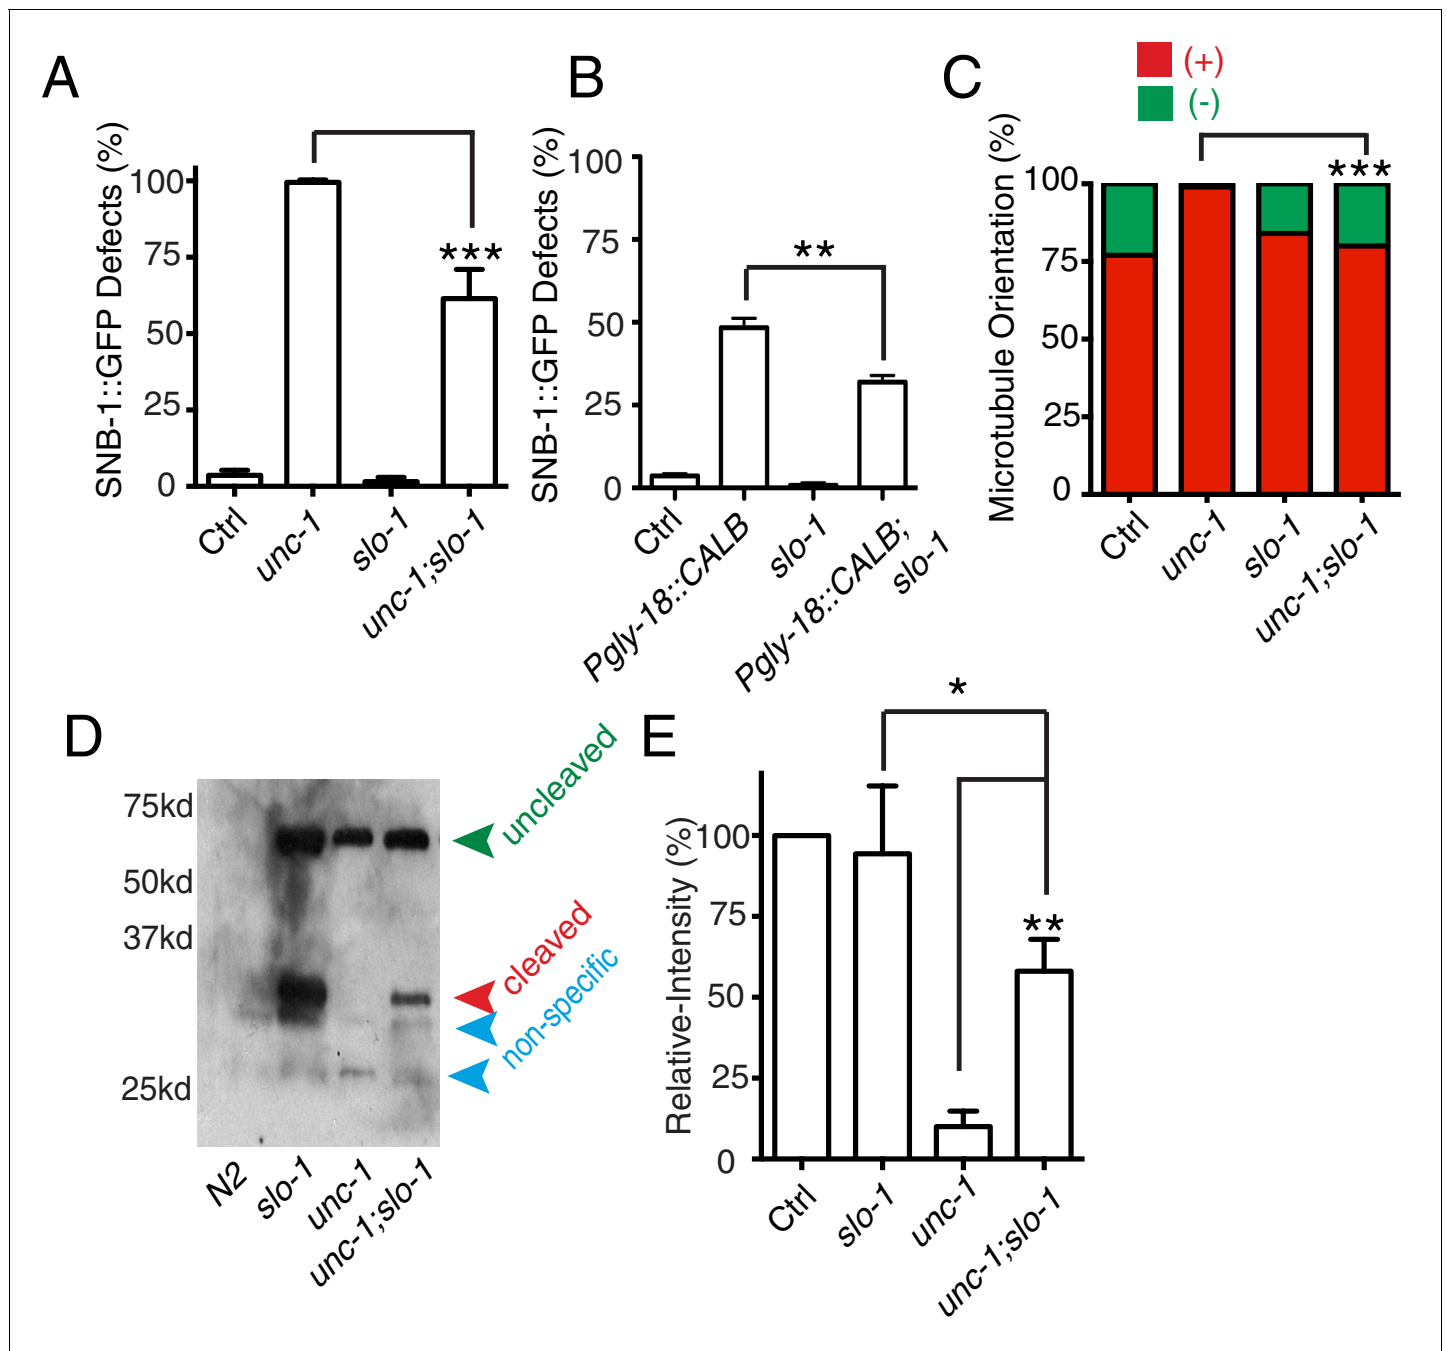 A
SNB-1::GFP Defects (%)
100
75
50
25
0
***
Ctrl
unc-1
slo-1
unc-1;slo-1
B
SNB-1::GFP Defects (%)
100
75
50
25
0
**
Ctrl
Pgly-18::CALB
slo-1
Pgly-18::CALB;
slo-1
C
(+)
(-)
Microtubule Orientation (%)
100
75
50
25
0
***
Ctrl
unc-1
slo-1
unc-1;slo-1
D
75kd
50kd
37kd
25kd
uncleaved
cleaved
non-specific
N2
slo-1
unc-1
unc-1;slo-1
E
Relative-Intensity (%)
100
75
50
25
0
*
**
Ctrl
slo-1
unc-1
unc-1;slo-1